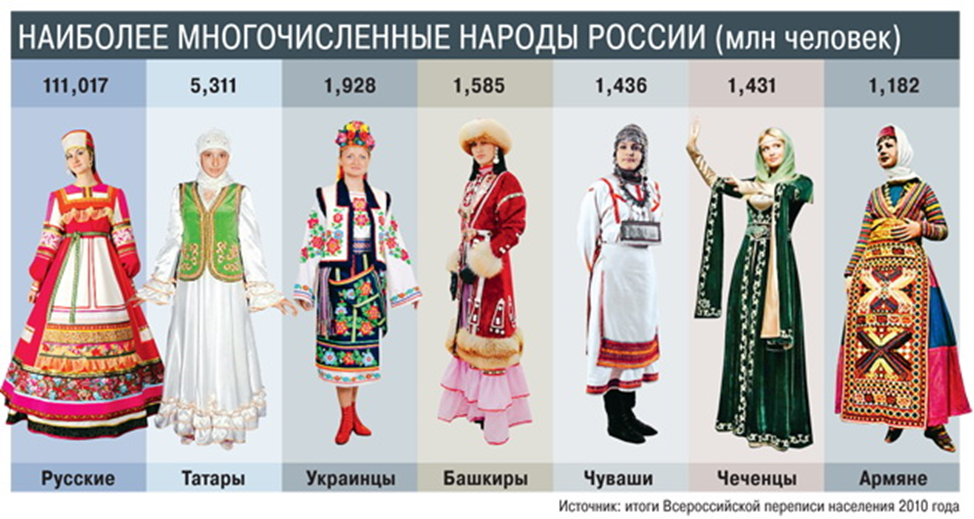 НАИБОЛЕЕ МНОГОЧИСЛЕННЫЕ НАРОДЫ РОССИИ (млн человек)
111,017 5,311 1,928 1,585 1,436 1,431 1,182
Русские Татары Украинцы Башкиры Чуваши Чеченцы Армяне
Источник: итоги Всероссийской переписи населения 2010 года